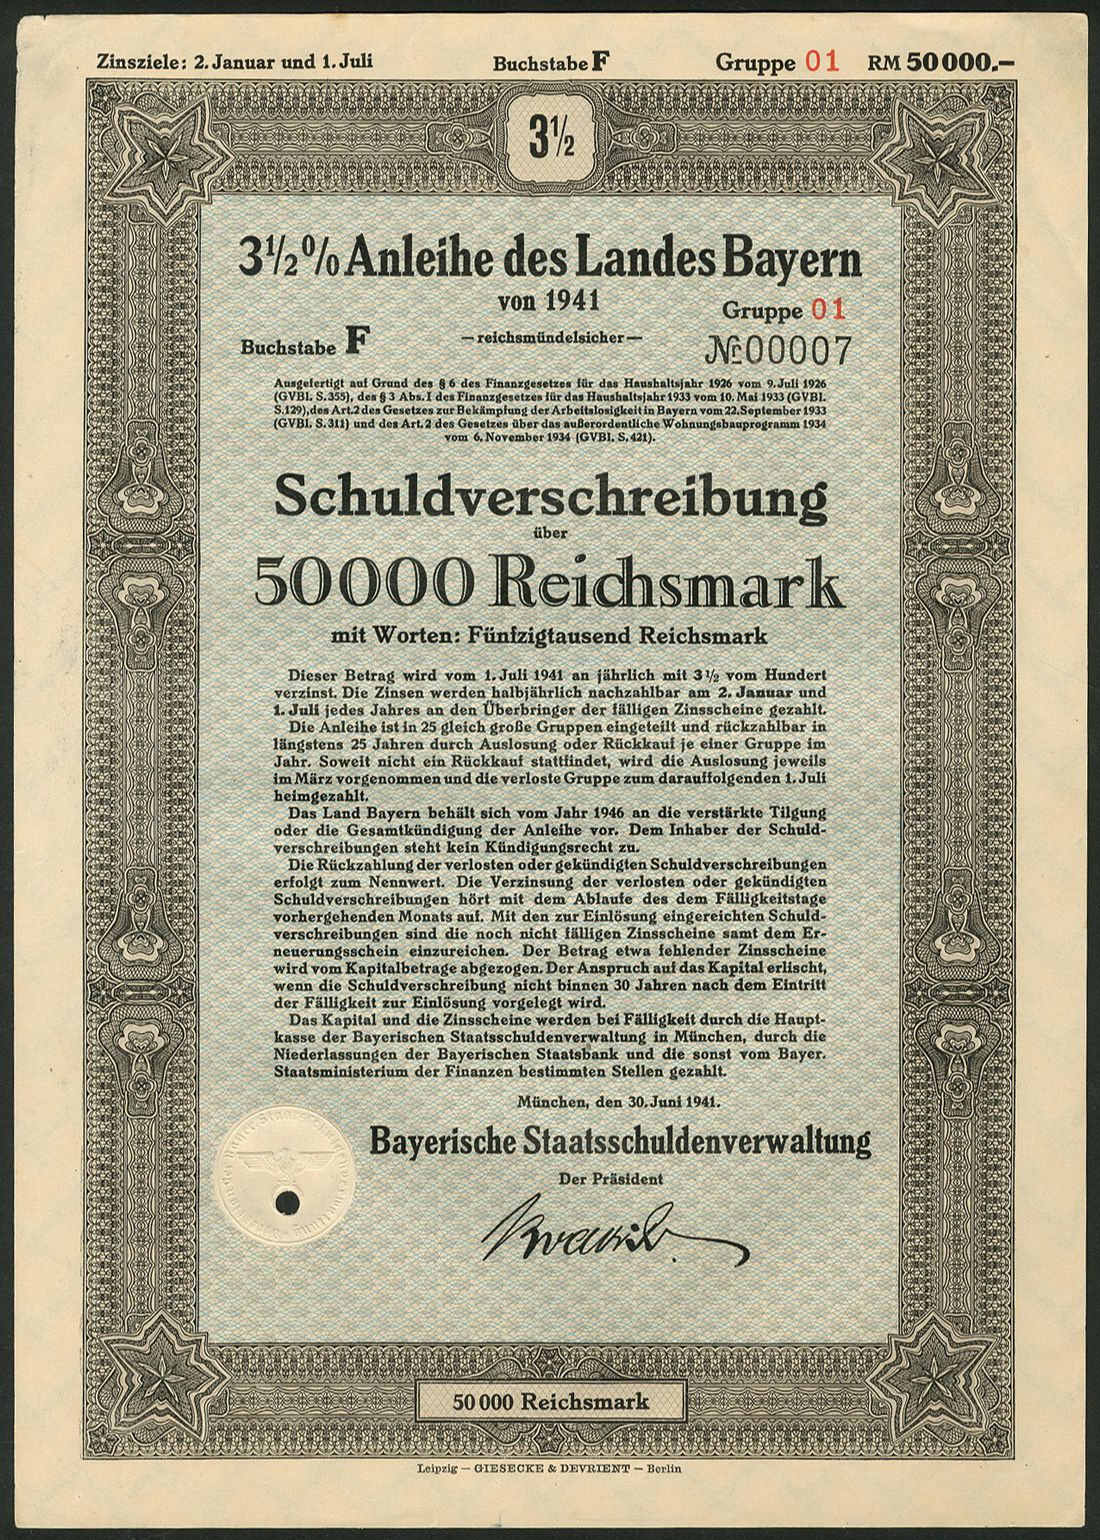 Zinsziele: 2. Januar und 1. Juli Buchstabe F Gruppe 01 RM 50000.–
3½
3½% Anleihe des Landes Bayern
von 1941
Gruppe 01
Buchstabe F — reichsmündelsicher — № 00007
Ausgefertigt auf Grund des § 6 des Finanzgesetzes für das Haushaltsjahr 1926 vom 9. Juli 1926
(GVBl. S. 355), des § 3 Abs. I des Finanzgesetzes für das Haushaltsjahr 1933 vom 10. Mai 1933 (GVBl.
S. 129), des Art. 2 des Gesetzes zur Bekämpfung der Arbeitslosigkeit in Bayern vom 22. September 1933
(GVBl. S. 311) und des Art. 2 des Gesetzes über das außerordentliche Wohnungsbauprogramm 1934
vom 6. November 1934 (GVBl. S. 421).
Schuldverschreibung
über
50000 Reichsmark
mit Worten: Fünfzigtausend Reichsmark
Dieser Betrag wird vom 1. Juli 1941 an jährlich mit 3½ vom Hundert
verzinst. Die Zinsen werden halbjährlich nachzahlbar am 2. Januar und
1. Juli jedes Jahres an den Überbringer der fälligen Zinsscheine gezahlt.
Die Anleihe ist in 25 gleich große Gruppen eingeteilt und rückzahlbar in
längstens 25 Jahren durch Auslosung oder Rückkauf je einer Gruppe im
Jahr. Soweit nicht ein Rückkauf stattfindet, wird die Auslosung jeweils
im März vorgenommen und die verloste Gruppe zum darauffolgenden 1. Juli
heimgezahlt.
Das Land Bayern behält sich vom Jahr 1946 an die verstärkte Tilgung
oder die Gesamtkündigung der Anleihe vor. Dem Inhaber der Schuld-
verschreibungen steht kein Kündigungsrecht zu.
Die Rückzahlung der verlosten oder gekündigten Schuldverschreibungen
erfolgt zum Nennwert. Die Verzinsung der verlosten oder gekündigten
Schuldverschreibungen hört mit dem Ablaufe des dem Fälligkeitstage
vorhergehenden Monats auf. Mit den zur Einlösung eingereichten Schuld-
verschreibungen sind die noch nicht fälligen Zinsscheine samt dem Er-
neuerungsschein einzureichen. Der Betrag etwa fehlender Zinsscheine
wird vom Kapitalbetrage abgezogen. Der Anspruch auf das Kapital erlischt,
wenn die Schuldverschreibung nicht binnen 30 Jahren nach dem Eintritt
der Fälligkeit zur Einlösung vorgelegt wird.
Das Kapital und die Zinsscheine werden bei Fälligkeit durch die Haupt-
kasse der Bayerischen Staatsschuldenverwaltung in München, durch die
Niederlassungen der Bayerischen Staatsbank und die sonst vom Bayer.
Staatsministerium der Finanzen bestimmten Stellen gezahlt.
München, den 30. Juni 1941.
Bayerische Staatsschuldenverwaltung
Der Präsident
50 000 Reichsmark
Leipzig — GIESECKE & DEVRIENT — Berlin